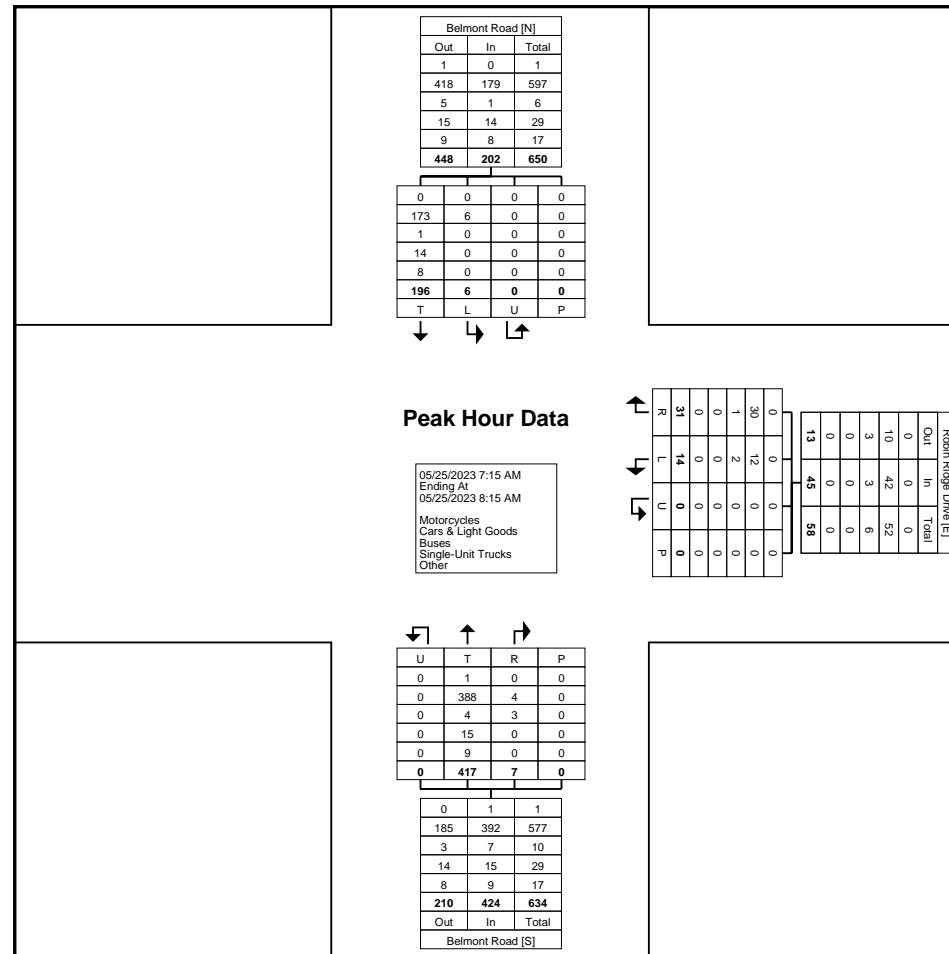 Belmont Road [N]
Out In Total
1 0 1
418 179 597
5 1 6
15 14 29
9 8 17
448 202 650
0 0 0 0
173 6 0 0
1 0 0 0
14 0 0 0
8 0 0 0
196 6 0 0
T L U P
Peak Hour Data
05/25/2023 7:15 AM
Ending At
05/25/2023 8:15 AM
Motorcycles
Cars & Light Goods
Buses
Single-Unit Trucks
Other
R 31 0 0 1 30 0
L 14 0 0 2 12 0
U 0 0 0 0 0 0
P 0 0 0 0 0 0
Robin Ridge Drive [E]
Out In Total
0 0 0
10 42 52
3 3 6
0 0 0
0 0 0
13 45 58
U T R P
0 1 0 0
0 388 4 0
0 4 3 0
0 15 0 0
0 9 0 0
0 417 7 0
0 1 1
185 392 577
3 7 10
14 15 29
8 9 17
210 424 634
Out In Total
Belmont Road [S]